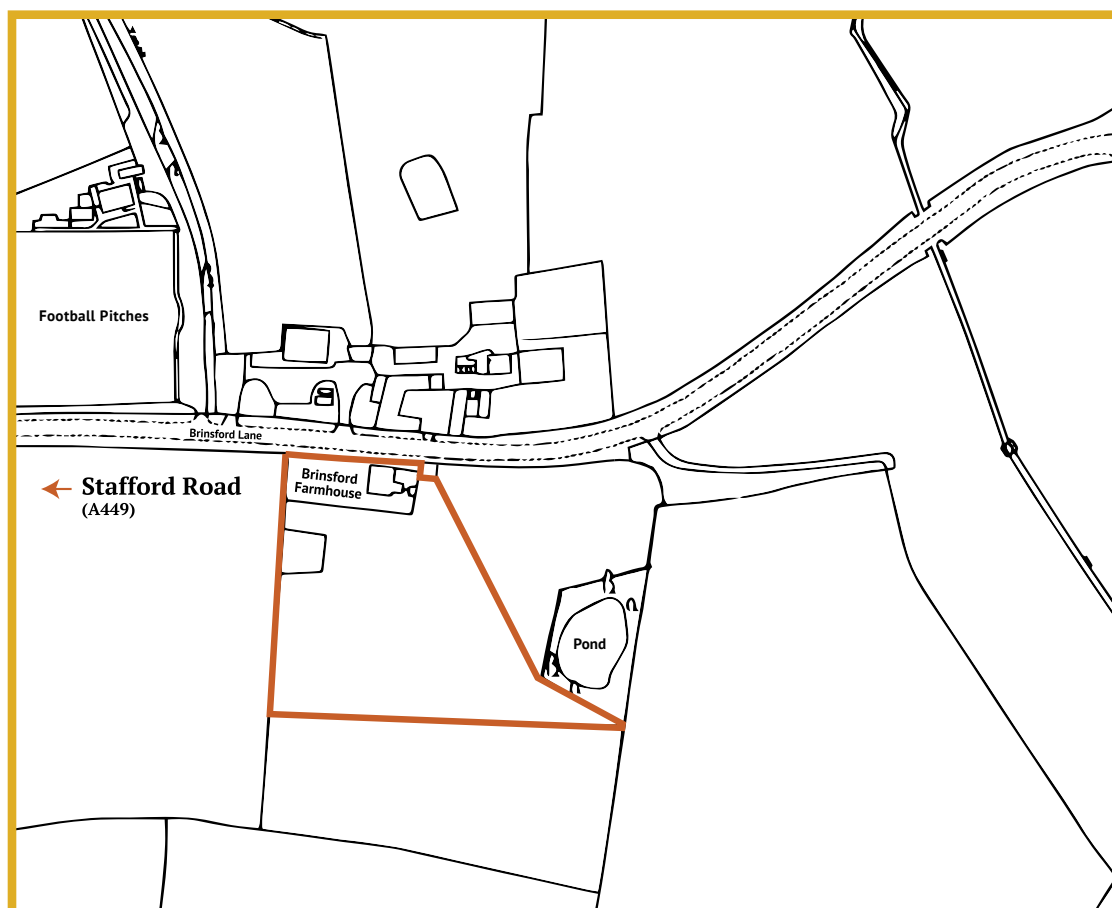 Football Pitches
Brinsford Lane
Stafford Road
(A449)
Brinsford
Farmhouse
Pond